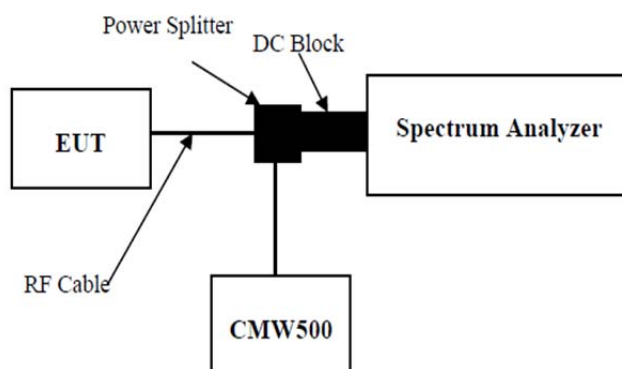 Power Splitter
DC Block
EUT
Spectrum Analyzer
RF Cable
CMW500